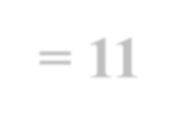 = 11